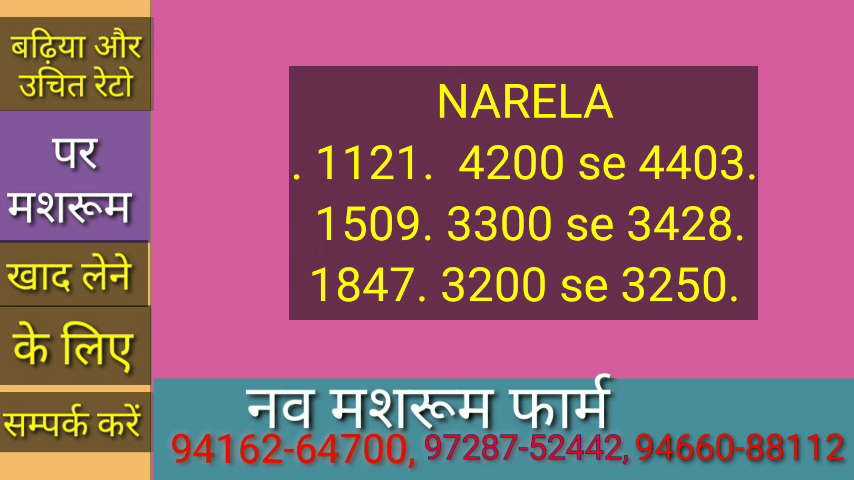 बढ़िया और
उचित रेटो
पर
मशरूम
खाद लेने
के लिए
सम्पर्क करें
NARELA
. 1121.  4200 se 4403.
1509. 3300 se 3428.
1847. 3200 se 3250.
नव मशरूम फार्म
94162-64700, 97287-52442, 94660-88112